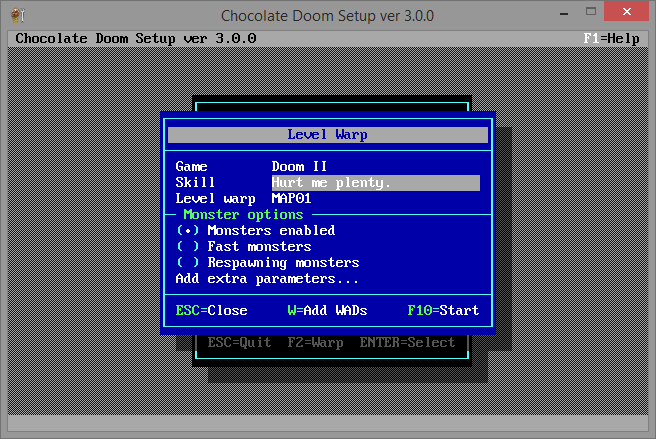 Chocolate Doom Setup ver 3.0.0
Chocolate Doom Setup ver 3.0.0 F1=Help
Level Warp
Game Doom II
Skill Hurt me plenty.
Level warp MAP01
Monster options
(•) Monsters enabled
( ) Fast monsters
( ) Respawning monsters
Add extra parameters...
ESC=Close W=Add WADs F10=Start
ESC=Quit F2=Warp ENTER=Select